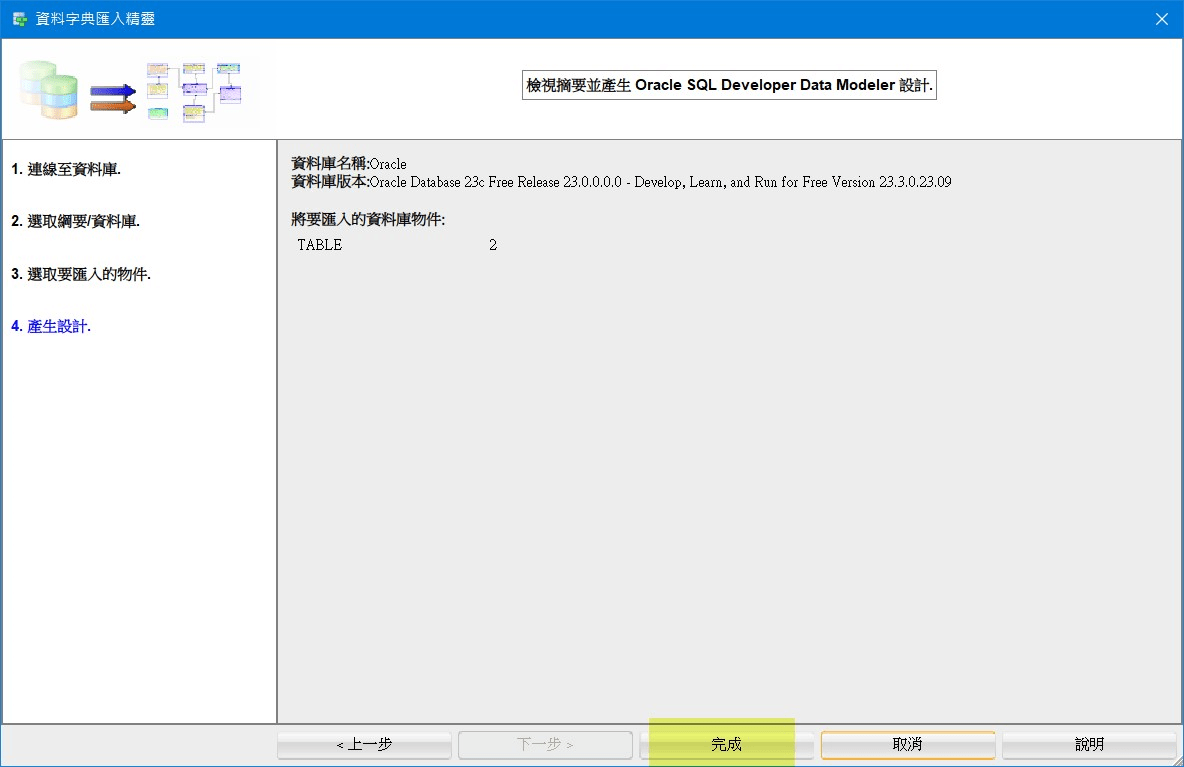 資料字典匯入精靈
檢視摘要並產生 Oracle SQL Developer Data Modeler 設計.
1. 連線至資料庫.
2. 選取綱要/資料庫.
3. 選取要匯入的物件.
4. 產生設計.
資料庫名稱:Oracle
資料庫版本:Oracle Database 23c Free Release 23.0.0.0.0 - Develop, Learn, and Run for Free Version 23.3.0.23.09
將要匯入的資料庫物件:
TABLE 2
< 上一步 下一步 > 完成 取消 說明